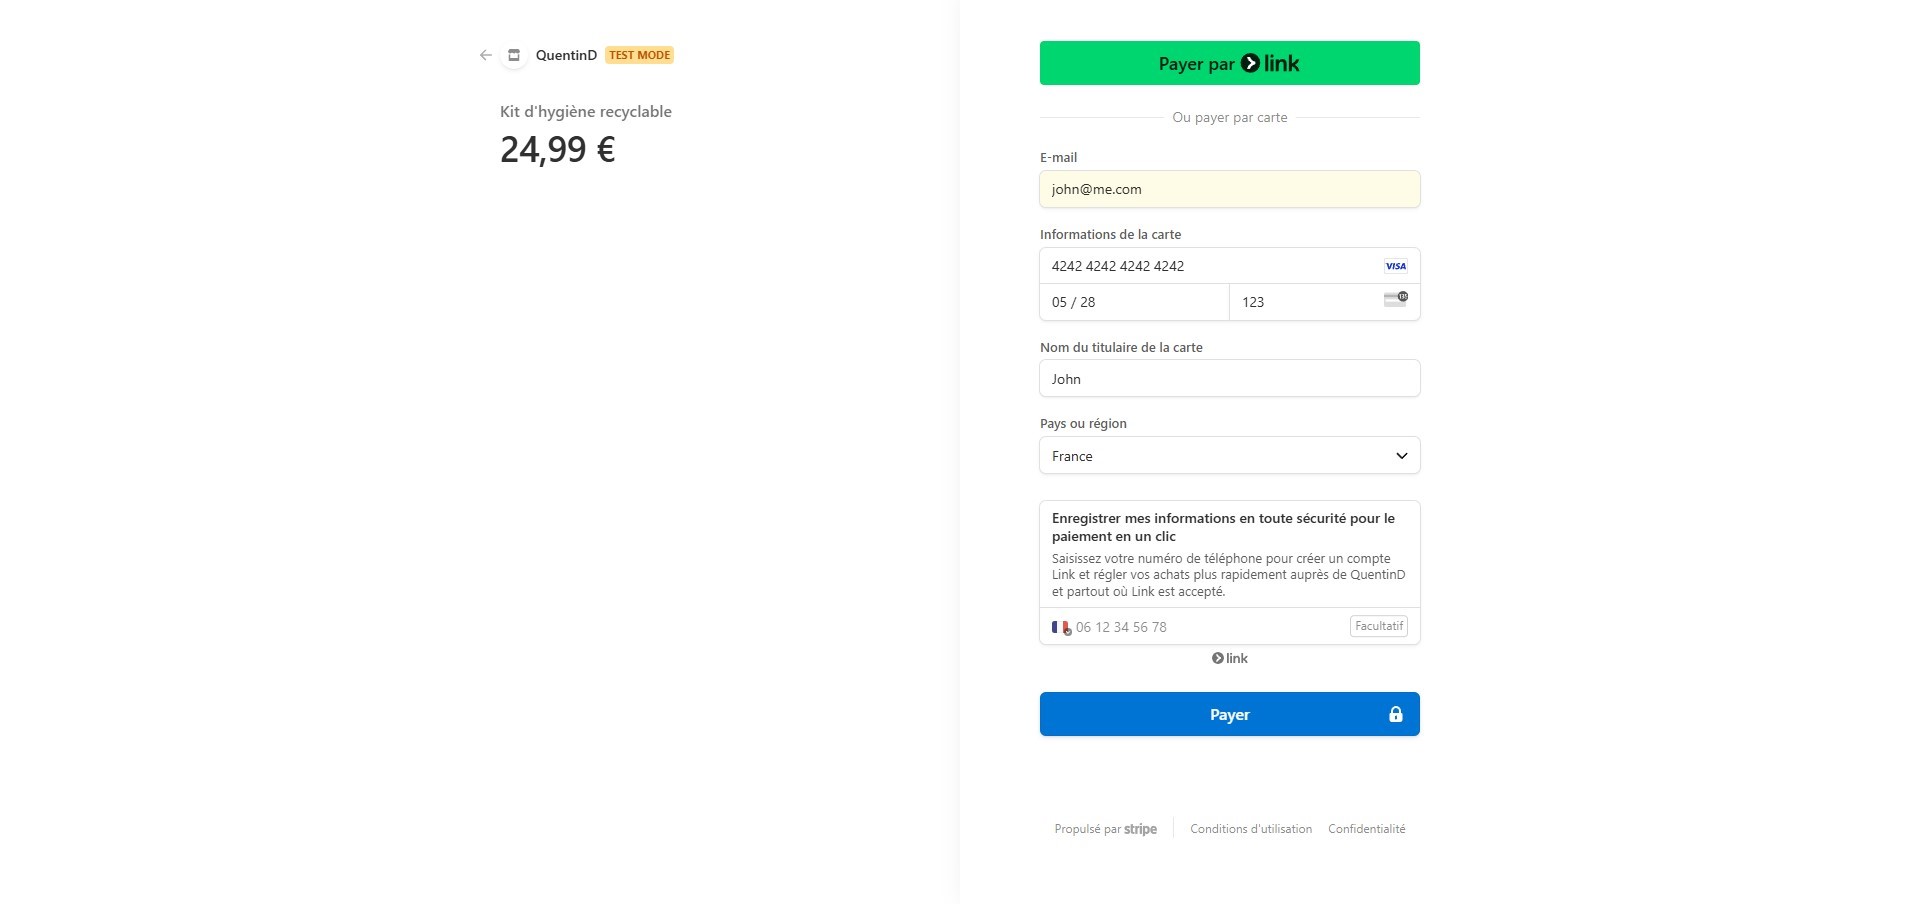 QuentinD TEST MODE
Kit d'hygiène recyclable
24,99 €
Payer par link
Ou payer par carte
E-mail
john@me.com
Informations de la carte
4242 4242 4242 4242 VISA
05 / 28 123
Nom du titulaire de la carte
John
Pays ou région
France
Enregistrer mes informations en toute sécurité pour le
paiement en un clic
Saisissez votre numéro de téléphone pour créer un compte
Link et régler vos achats plus rapidement auprès de QuentinD
et partout où Link est accepté.
06 12 34 56 78 Facultatif
link
Payer
Propulsé par stripe Conditions d'utilisation Confidentialité